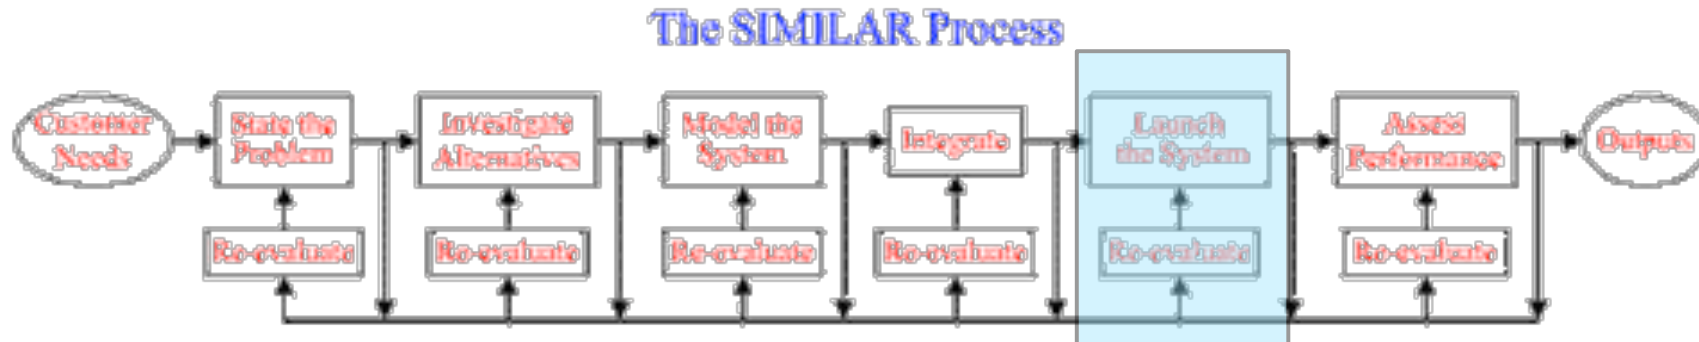 The SIMILAR Process
Customer
Needs
State the
Problem
Investigate
Alternatives
Model the
System
Integrate
Launch
the System
Assess
Performance
Outputs
Re-evaluate
Re-evaluate
Re-evaluate
Re-evaluate
Re-evaluate
Re-evaluate